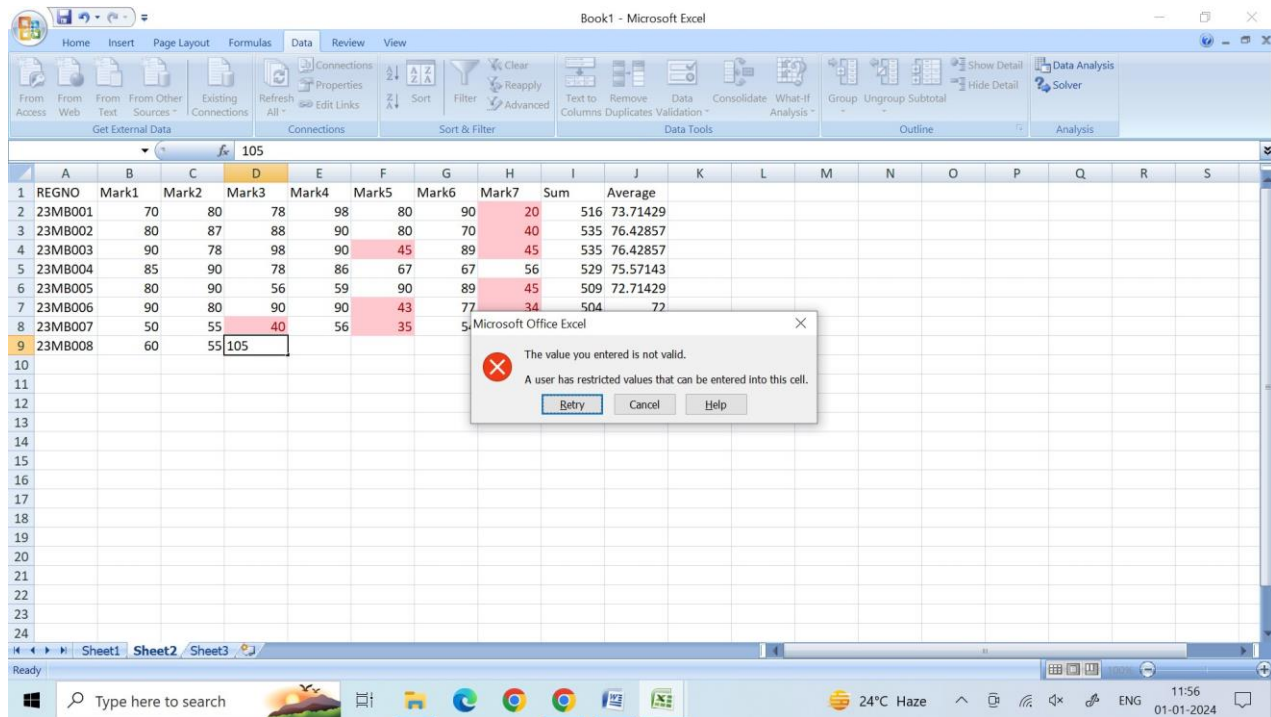 Book1 - Microsoft Excel
Home Insert Page Layout Formulas Data Review View
From Access
From Web
From Text
From Other Sources
Existing Connections
Get External Data
Refresh All
Connections
Properties
Edit Links
Connections
Sort
Filter
Clear
Reapply
Advanced
Sort & Filter
Text to Columns
Remove Duplicates
Data Validation
Consolidate
What-If Analysis
Data Tools
Group
Ungroup
Subtotal
Show Detail
Hide Detail
Outline
Data Analysis
Solver
Analysis
fx 105
A B C D E F G H I J K L M N O P Q R S
1 REGNO Mark1 Mark2 Mark3 Mark4 Mark5 Mark6 Mark7 Sum Average
2 23MB001 70 80 78 98 80 90 20 516 73.71429
3 23MB002 80 87 88 90 80 70 40 535 76.42857
4 23MB003 90 78 98 90 45 89 45 535 76.42857
5 23MB004 85 90 78 86 67 67 56 529 75.57143
6 23MB005 80 90 56 59 90 89 45 509 72.71429
7 23MB006 90 80 90 90 43 77 34 504 72
8 23MB007 50 55 40 56 35
9 23MB008 60 55 105
10
11
12
13
14
15
16
17
18
19
20
21
22
23
24
Microsoft Office Excel
The value you entered is not valid.
A user has restricted values that can be entered into this cell.
Retry Cancel Help
Sheet1 Sheet2 Sheet3
Ready
100%
Type here to search
24°C Haze
ENG
11:56
01-01-2024